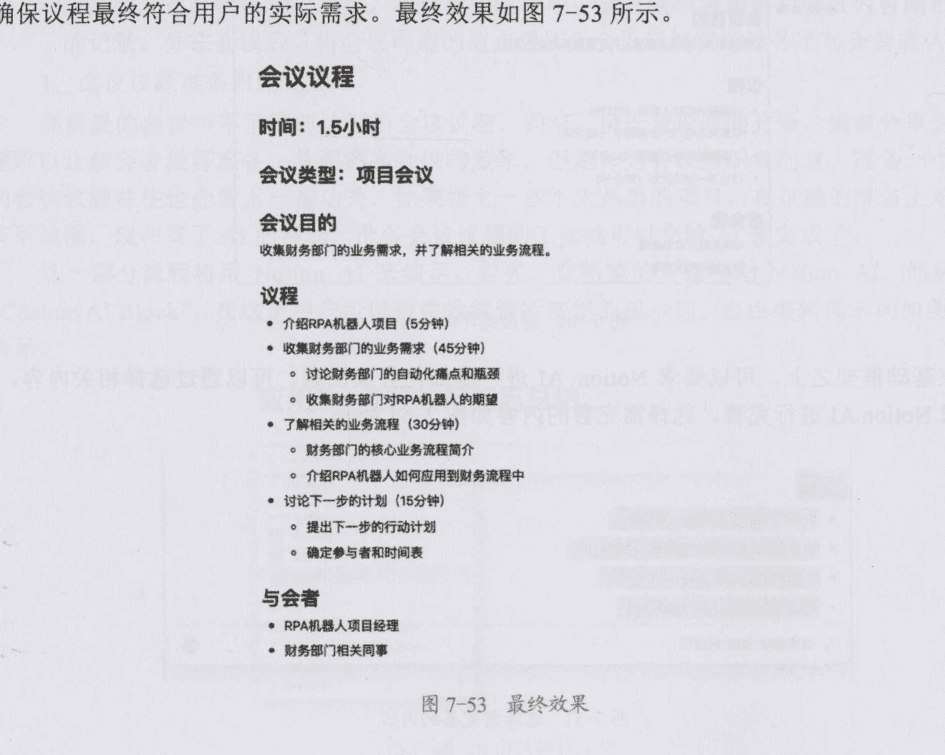 确保议程最终符合用户的实际需求。最终效果如图 7-53 所示。
会议议程
时间：1.5小时
会议类型：项目会议
会议目的
收集财务部门的业务需求，并了解相关的业务流程。
议程
• 介绍RPA机器人项目（5分钟）
• 收集财务部门的业务需求（45分钟）
◦ 讨论财务部门的自动化痛点和瓶颈
◦ 收集财务部门对RPA机器人的期望
• 了解相关的业务流程（30分钟）
◦ 财务部门的核心业务流程简介
◦ 介绍RPA机器人如何应用到财务流程中
• 讨论下一步的计划（15分钟）
◦ 提出下一步的行动计划
◦ 确定参与者和时间表
与会者
• RPA机器人项目经理
• 财务部门相关同事
图 7-53 最终效果